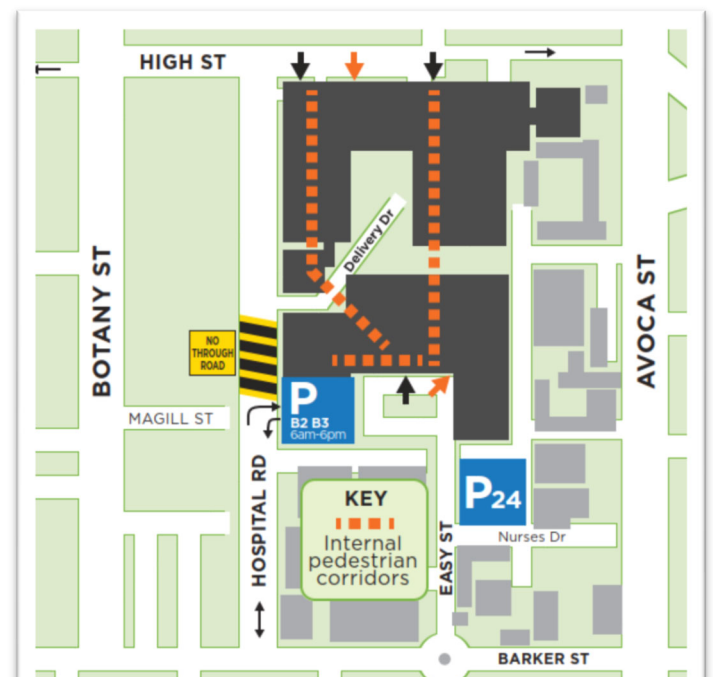 HIGH ST
BOTANY ST
Delivery Dr
AVOCA ST
NO
THROUGH
ROAD
P
B2 B3
6am-6pm
MAGILL ST
HOSPITAL RD
KEY
Internal
pedestrian
corridors
P24
EASY ST
Nurses Dr
BARKER ST